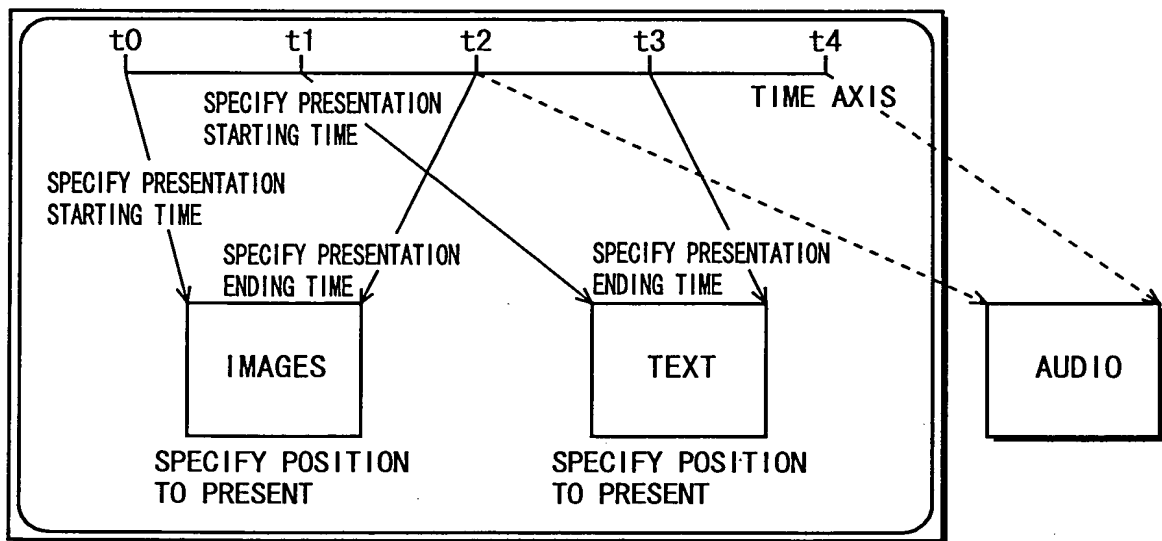 t0 t1 t2 t3 t4
TIME AXIS
SPECIFY PRESENTATION
STARTING TIME
SPECIFY PRESENTATION
STARTING TIME
SPECIFY PRESENTATION
ENDING TIME
SPECIFY PRESENTATION
ENDING TIME
IMAGES
TEXT
AUDIO
SPECIFY POSITION
TO PRESENT
SPECIFY POSITION
TO PRESENT